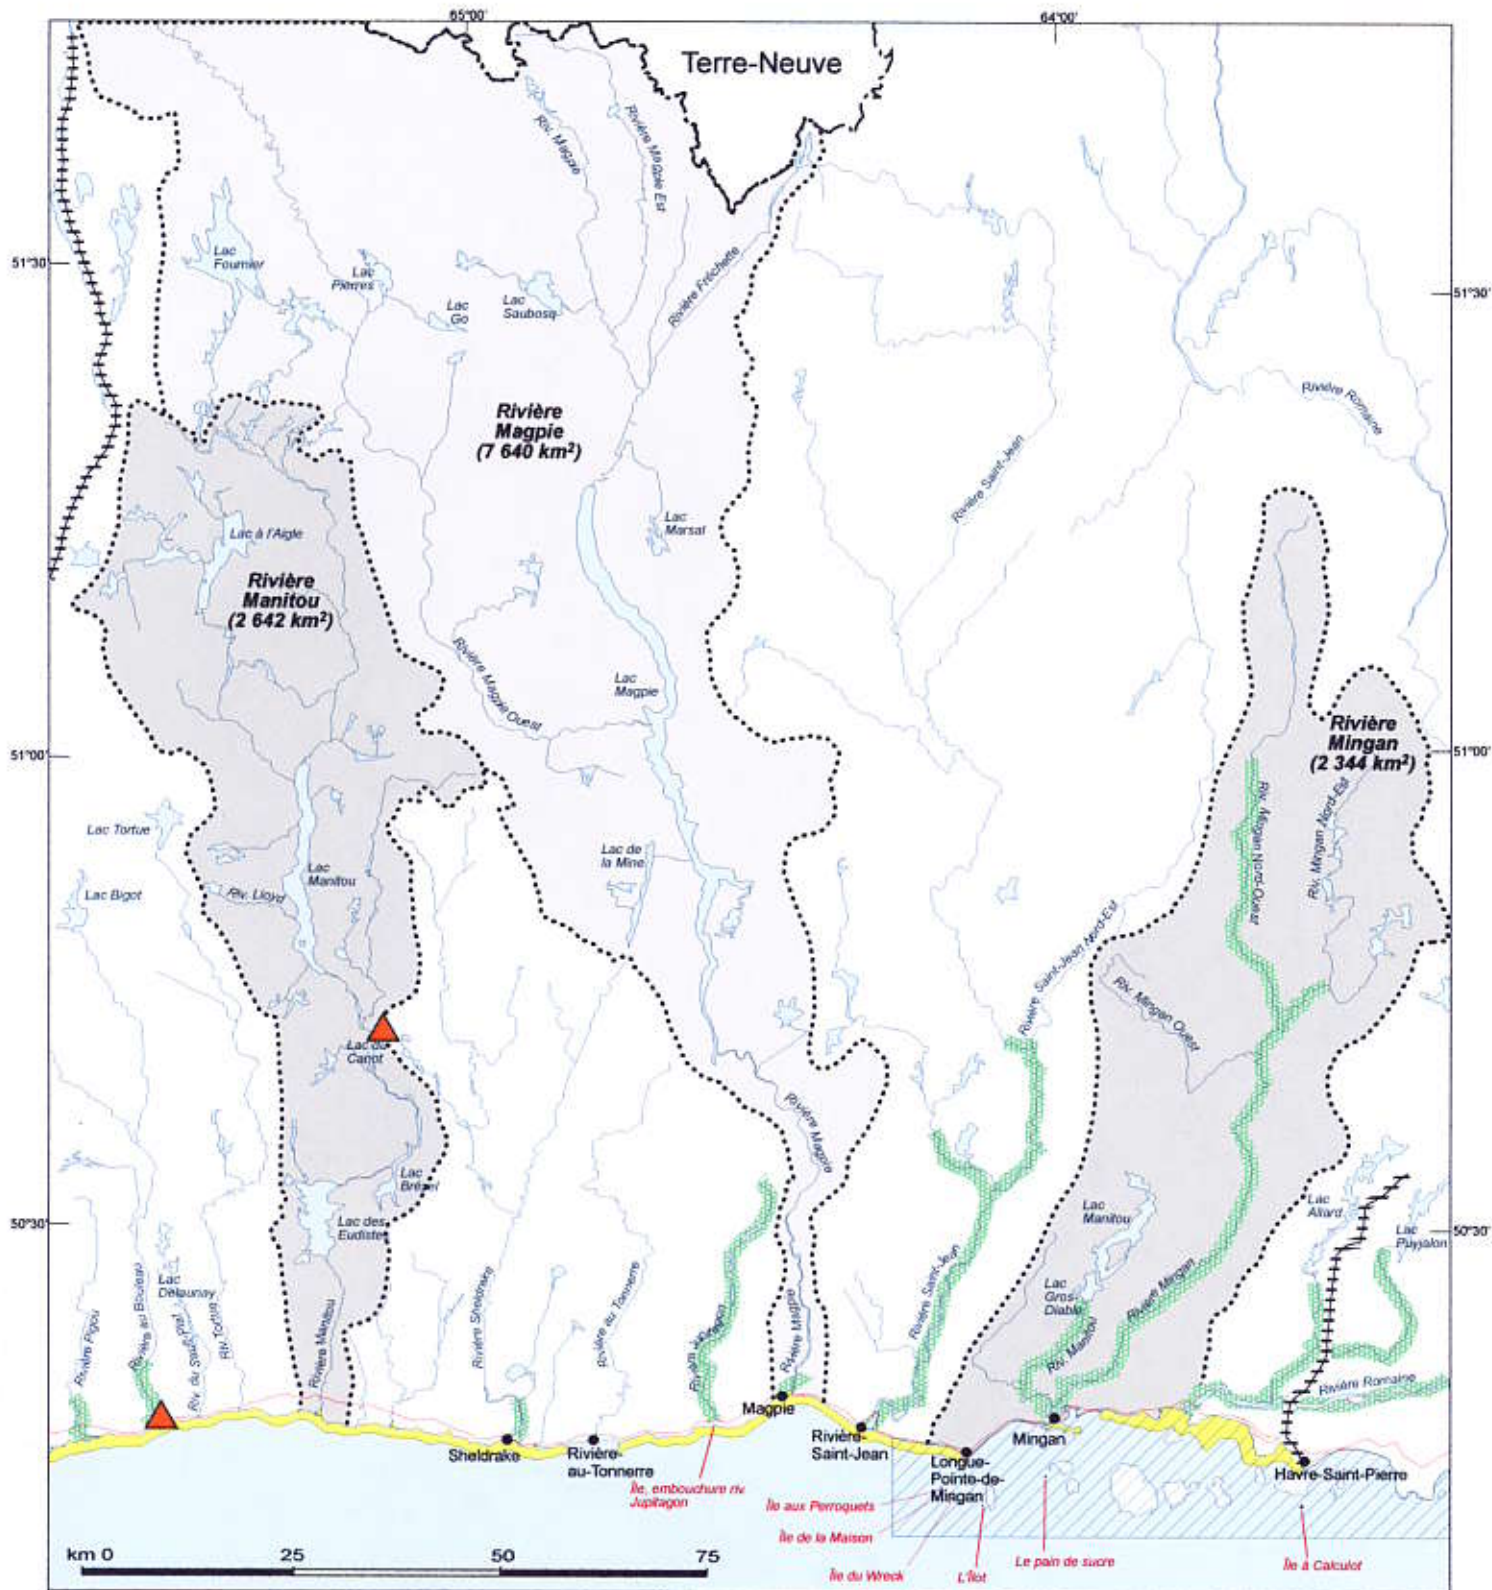 65°00'
64°00'
Terre-Neuve
Riv. Magpie
Rivière Magpie Est
Lac
Fournier
Lac
Pierres
Lac
Go
Lac
Saubosq
Rivière Fréchette
51°30'
51°30'
Rivière Romaine
Rivière
Magpie
(7 640 km²)
Rivière Saint-Jean
Lac
Marsal
Lac à l'Aigle
Rivière
Manitou
(2 642 km²)
Rivière Magpie Ouest
Lac
Magpie
Rivière
Mingan
(2 344 km²)
51°00'
51°00'
Riv. Mingan Nord-Ouest
Riv. Mingan Nord-Est
Lac Tortue
Lac de
la Mine
Lac
Manitou
Lac Bigot
Riv. Lloyd
Rivière Saint-Jean Nord-Est
Riv. Mingan Ouest
Lac du
Canot
Rivière Magpie
Lac
Brézel
Lac des
Eudistes
Lac
Manitou
Lac
Allard
Lac
Puyjalon
50°30'
50°30'
Rivière Pigou
Rivière au Bouleau
Lac
Delaunay
Riv. Tortue
Rivière Manitou
Rivière Sheldrake
Rivière au Tonnerre
Rivière Jupitagon
Rivière Magpie
Rivière Saint-Jean
Lac
Gros-
Diable
Riv. Manitou
Rivière Mingan
Rivière Romaine
Magpie
Sheldrake
Rivière-
au-Tonnerre
Rivière-
Saint-Jean
Longue-
Pointe-de-
Mingan
Mingan
Havre-Saint-Pierre
Île, embouchure riv.
Jupitagon
Île aux Perroquets
Île de la Maison
Île du Wreck
L'Îlot
Le pain de sucre
Île à Calculot
km 0
25
50
75